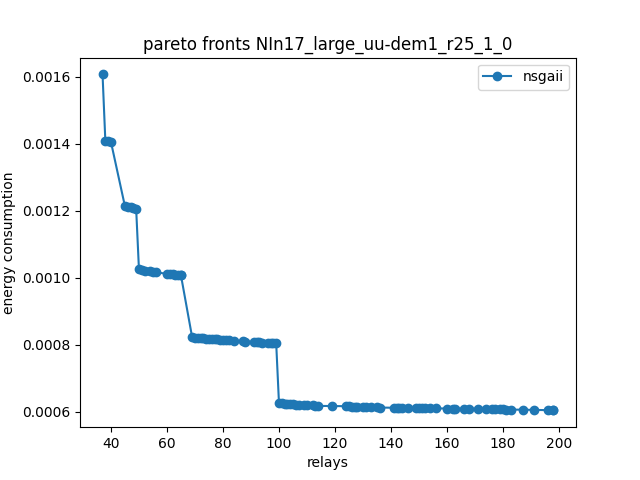 pareto fronts NIn17_large_uu-dem1_r25_1_0
nsgaii
energy consumption
0.0016
0.0014
0.0012
0.0010
0.0008
0.0006
40 60 80 100 120 140 160 180 200
relays